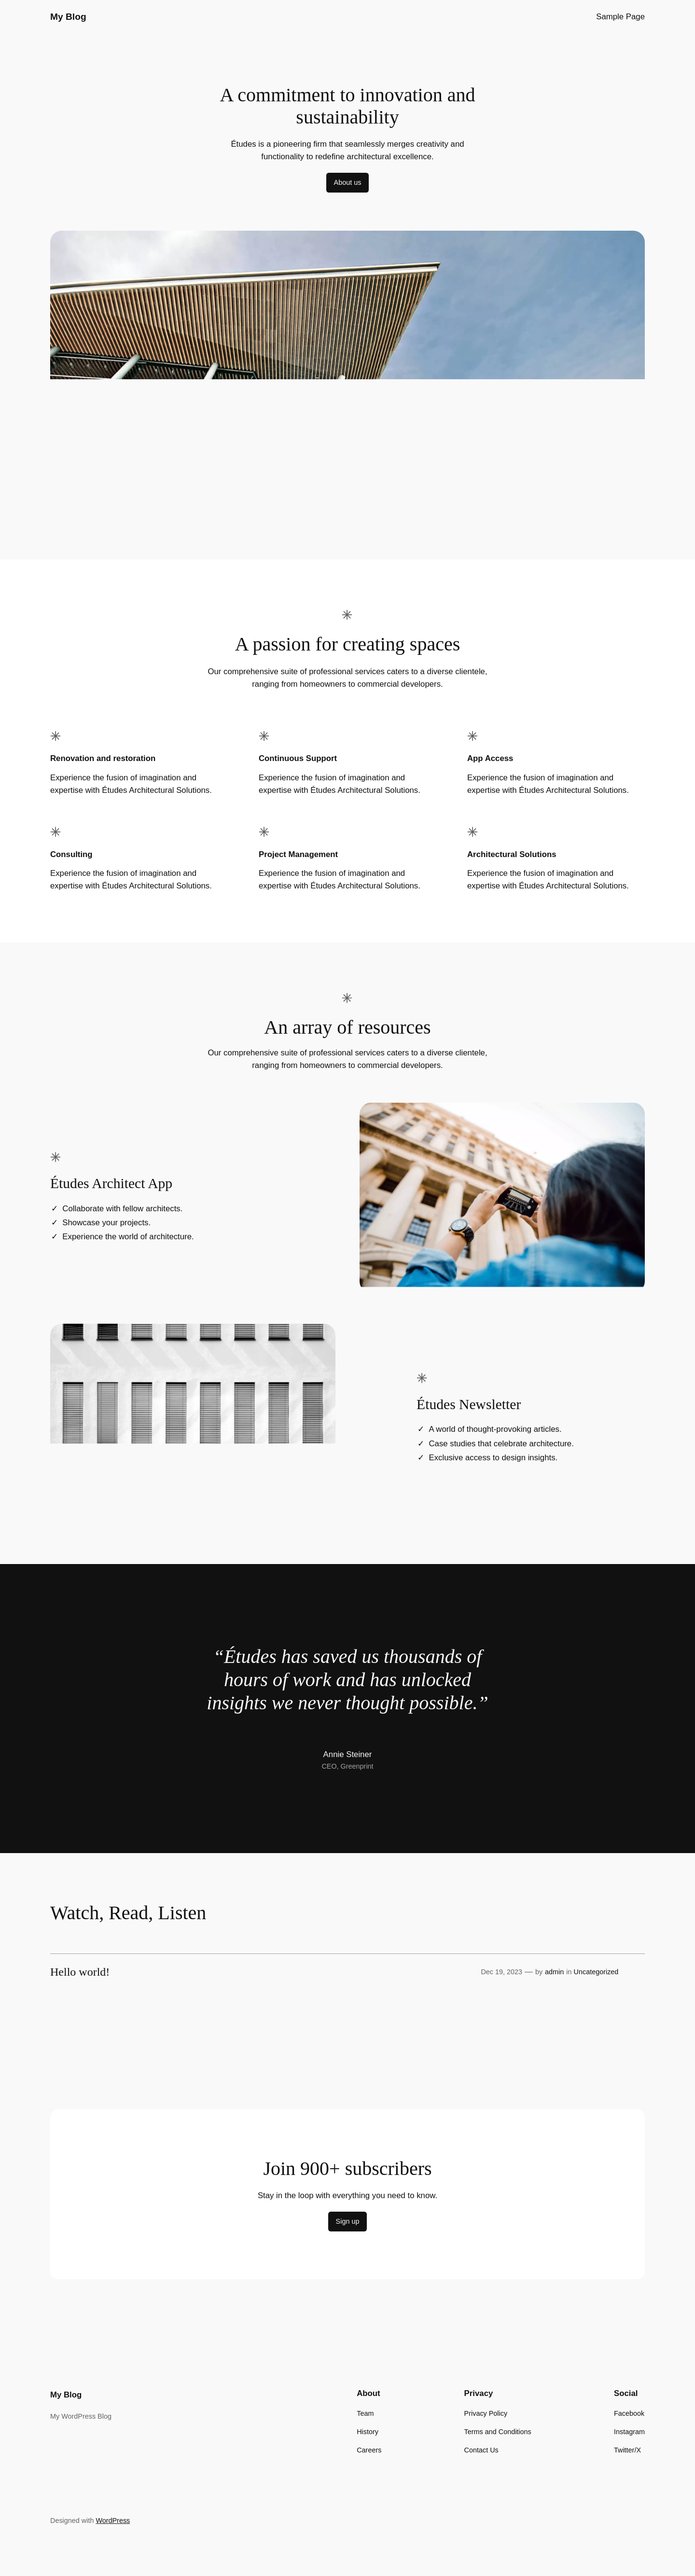 My Blog
Sample Page
A commitment to innovation and
sustainability
Études is a pioneering firm that seamlessly merges creativity and
functionality to redefine architectural excellence.
About us
A passion for creating spaces
Our comprehensive suite of professional services caters to a diverse clientele,
ranging from homeowners to commercial developers.
Renovation and restoration
Experience the fusion of imagination and
expertise with Études Architectural Solutions.
Continuous Support
Experience the fusion of imagination and
expertise with Études Architectural Solutions.
App Access
Experience the fusion of imagination and
expertise with Études Architectural Solutions.
Consulting
Experience the fusion of imagination and
expertise with Études Architectural Solutions.
Project Management
Experience the fusion of imagination and
expertise with Études Architectural Solutions.
Architectural Solutions
Experience the fusion of imagination and
expertise with Études Architectural Solutions.
An array of resources
Our comprehensive suite of professional services caters to a diverse clientele,
ranging from homeowners to commercial developers.
Études Architect App
✓ Collaborate with fellow architects.
✓ Showcase your projects.
✓ Experience the world of architecture.
Études Newsletter
✓ A world of thought-provoking articles.
✓ Case studies that celebrate architecture.
✓ Exclusive access to design insights.
“Études has saved us thousands of
hours of work and has unlocked
insights we never thought possible.”
Annie Steiner
CEO, Greenprint
Watch, Read, Listen
Hello world!
Dec 19, 2023 — by admin in Uncategorized
Join 900+ subscribers
Stay in the loop with everything you need to know.
Sign up
My Blog
My WordPress Blog
About
Team
History
Careers
Privacy
Privacy Policy
Terms and Conditions
Contact Us
Social
Facebook
Instagram
Twitter/X
Designed with WordPress